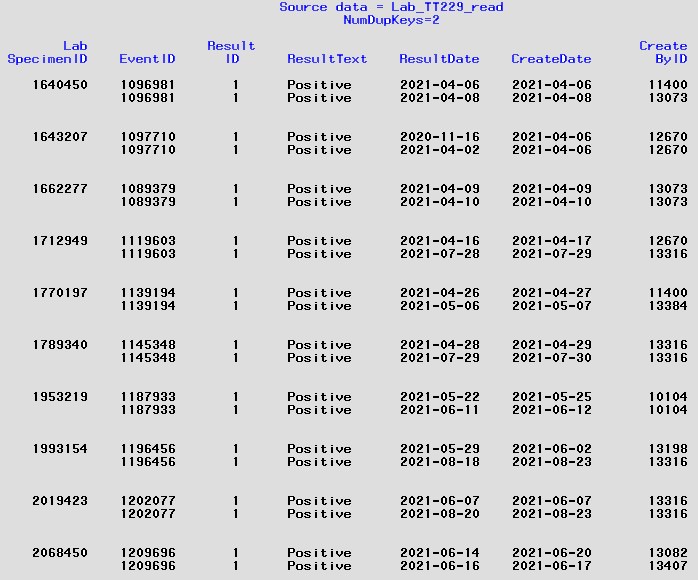 Source data = Lab_TT229_read
NumDupKeys=2
Lab Result Create
SpecimenID EventID ID ResultText ResultDate CreateDate ByID
1640450 1096981 1 Positive 2021-04-06 2021-04-06 11400
1096981 1 Positive 2021-04-08 2021-04-08 13073
1643207 1097710 1 Positive 2020-11-16 2021-04-06 12670
1097710 1 Positive 2021-04-02 2021-04-06 12670
1662277 1089379 1 Positive 2021-04-09 2021-04-09 13073
1089379 1 Positive 2021-04-10 2021-04-10 13073
1712949 1119603 1 Positive 2021-04-16 2021-04-17 12670
1119603 1 Positive 2021-07-28 2021-07-29 13316
1770197 1139194 1 Positive 2021-04-26 2021-04-27 11400
1139194 1 Positive 2021-05-06 2021-05-07 13384
1789340 1145348 1 Positive 2021-04-28 2021-04-29 13316
1145348 1 Positive 2021-07-29 2021-07-30 13316
1953219 1187933 1 Positive 2021-05-22 2021-05-25 10104
1187933 1 Positive 2021-06-11 2021-06-12 10104
1993154 1196456 1 Positive 2021-05-29 2021-06-02 13198
1196456 1 Positive 2021-08-18 2021-08-23 13316
2019423 1202077 1 Positive 2021-06-07 2021-06-07 13316
1202077 1 Positive 2021-08-20 2021-08-23 13316
2068450 1209696 1 Positive 2021-06-14 2021-06-20 13082
1209696 1 Positive 2021-06-16 2021-06-17 13407